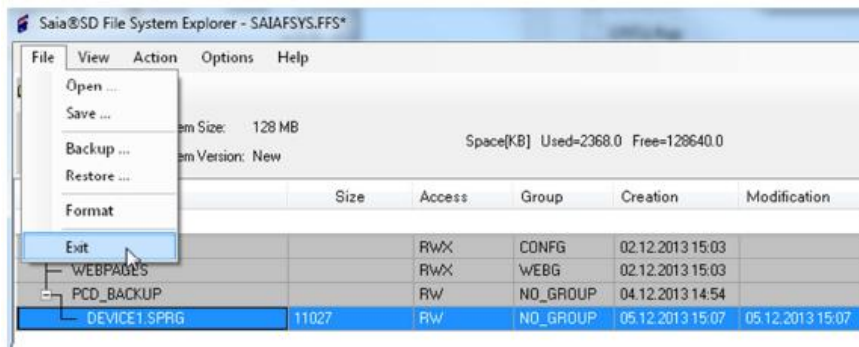 Saia®SD File System Explorer - SAIAFSYS.FFS*
File View Action Options Help
Open ...
Save ...
Backup ...
Restore ...
Format
Exit
em Size: 128 MB
em Version: New
Space[KB] Used=2368.0 Free=128640.0
Size Access Group Creation Modification
RWX CONFG 02.12.2013 15:03
WEBPAGES RWX WEBG 02.12.2013 15:03
PCD_BACKUP RW NO_GROUP 04.12.2013 14:54
DEVICE1.SPRG 11027 RW NO_GROUP 05.12.2013 15:07 05.12.2013 15:07